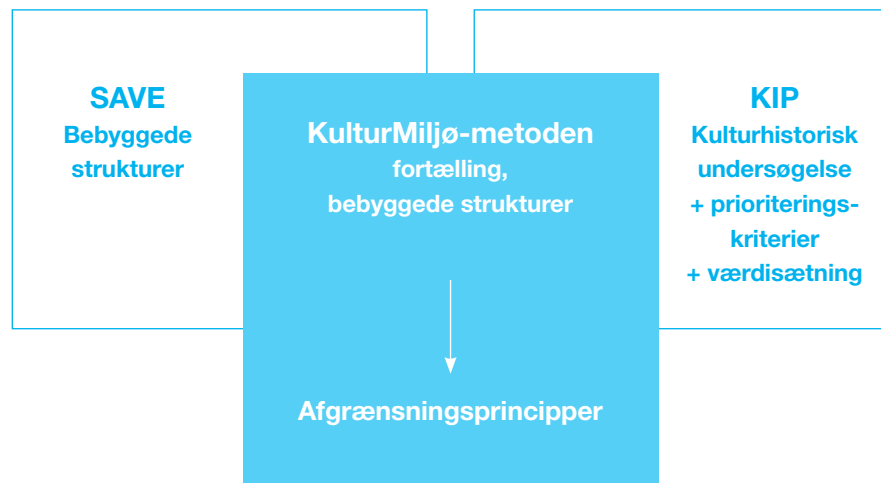 SAVE
Bebyggede
strukturer
KulturMiljø-metoden
fortælling,
bebyggede strukturer
Afgrænsningsprincipper
KIP
Kulturhistorisk
undersøgelse
+ prioriterings-
kriterier
+ værdisætning